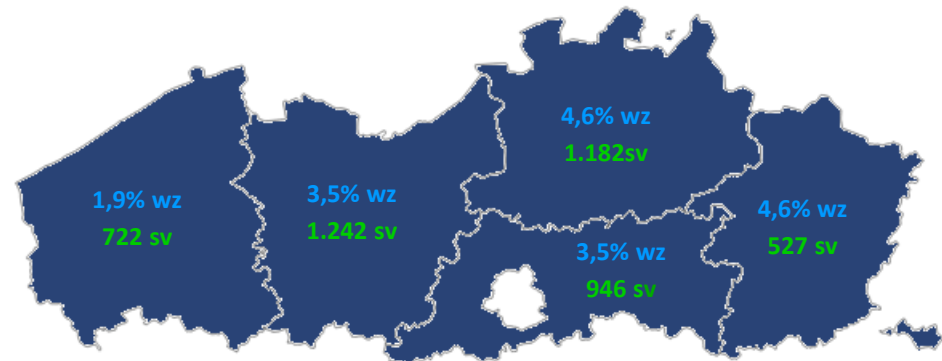 4,6% wz
1.182sv
1,9% wz
722 sv
3,5% wz
1.242 sv
4,6% wz
527 sv
3,5% wz
946 sv